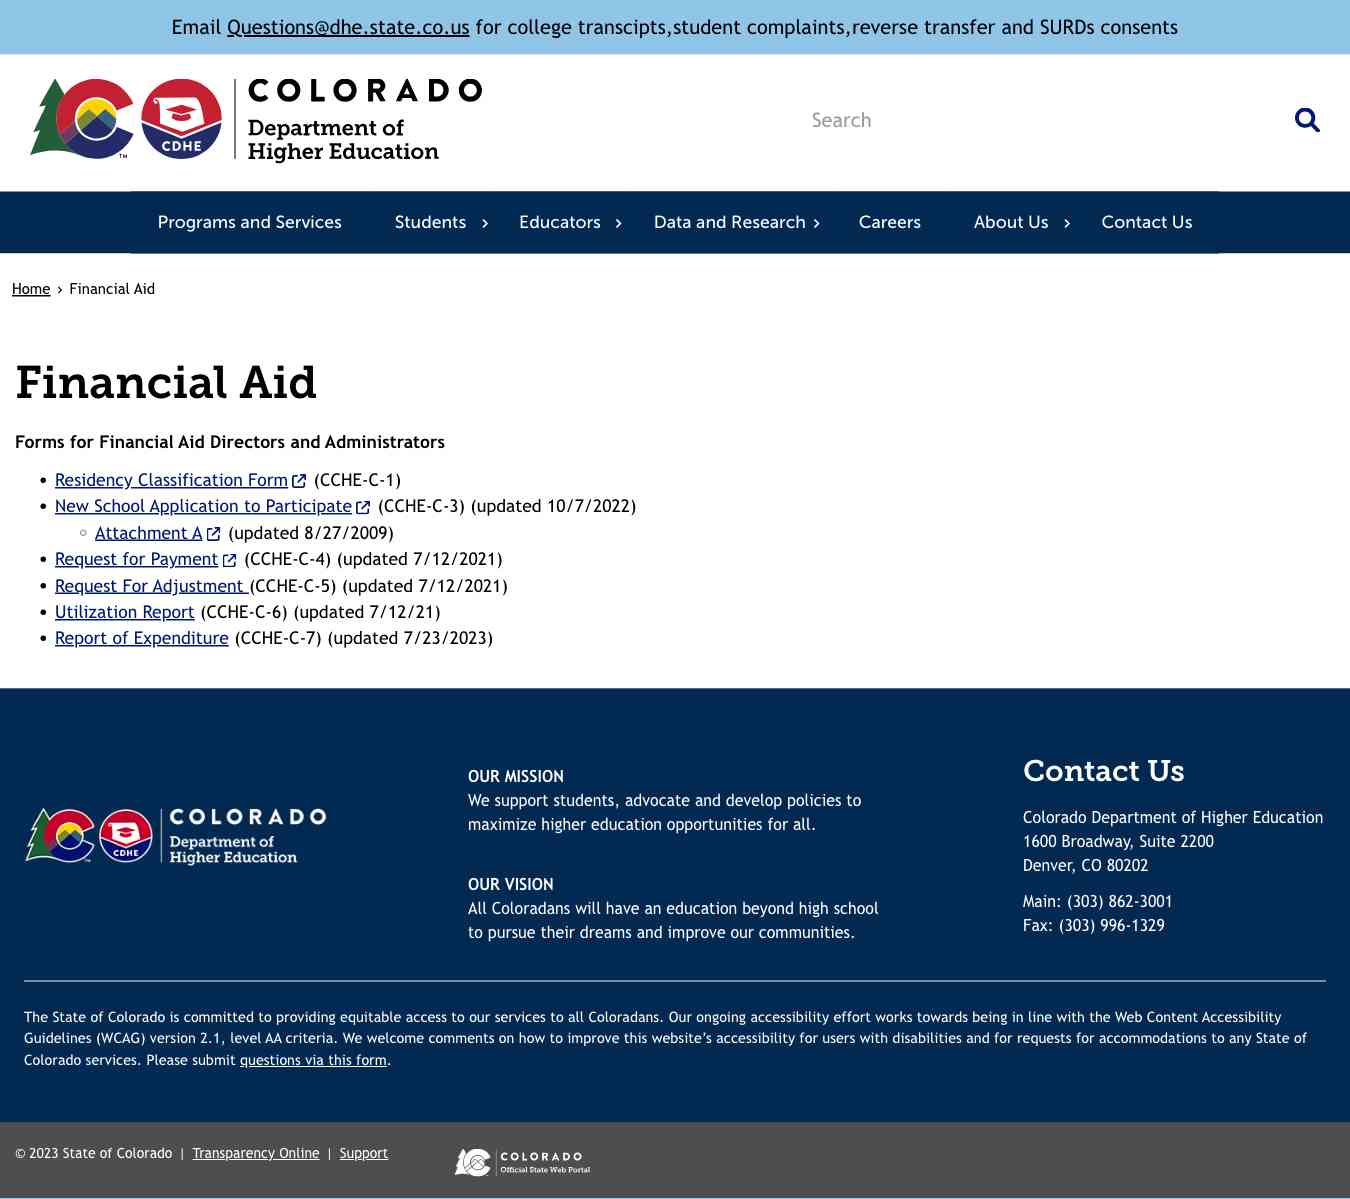 Email Questions@dhe.state.co.us for college transcipts,student complaints,reverse transfer and SURDs consents
CDHE
TM
COLORADO
Department of
Higher Education
Search
Programs and Services Students Educators Data and Research Careers About Us Contact Us
Home › Financial Aid
Financial Aid
Forms for Financial Aid Directors and Administrators
• Residency Classification Form (CCHE-C-1)
• New School Application to Participate (CCHE-C-3) (updated 10/7/2022)
○ Attachment A (updated 8/27/2009)
• Request for Payment (CCHE-C-4) (updated 7/12/2021)
• Request For Adjustment (CCHE-C-5) (updated 7/12/2021)
• Utilization Report (CCHE-C-6) (updated 7/12/21)
• Report of Expenditure (CCHE-C-7) (updated 7/23/2023)
CDHE
COLORADO
Department of
Higher Education
OUR MISSION
We support students, advocate and develop policies to
maximize higher education opportunities for all.
OUR VISION
All Coloradans will have an education beyond high school
to pursue their dreams and improve our communities.
Contact Us
Colorado Department of Higher Education
1600 Broadway, Suite 2200
Denver, CO 80202
Main: (303) 862-3001
Fax: (303) 996-1329
The State of Colorado is committed to providing equitable access to our services to all Coloradans. Our ongoing accessibility effort works towards being in line with the Web Content Accessibility
Guidelines (WCAG) version 2.1, level AA criteria. We welcome comments on how to improve this website’s accessibility for users with disabilities and for requests for accommodations to any State of
Colorado services. Please submit questions via this form.
© 2023 State of Colorado | Transparency Online | Support
COLORADO
Official State Web Portal